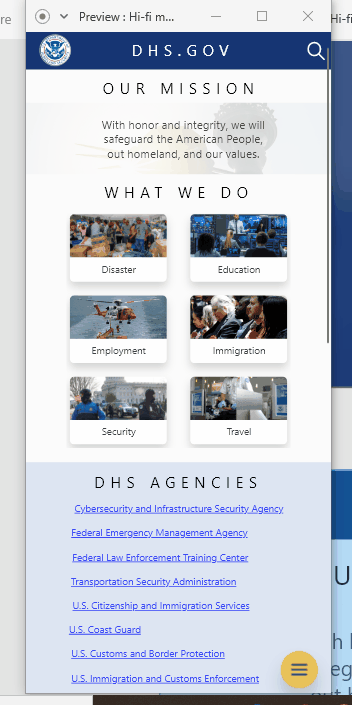 re
Preview : Hi-fi m...
Hi-fi
DHS.GOV
OUR MISSION
With honor and integrity, we will
safeguard the American People,
out homeland, and our values.
WHAT WE DO
Disaster
Education
Employment
Immigration
Security
Travel
DHS AGENCIES
Cybersecurity and Infrastructure Security Agency
Federal Emergency Management Agency
Federal Law Enforcement Training Center
Transportation Security Administration
U.S. Citizenship and Immigration Services
U.S. Coast Guard
U.S. Customs and Border Protection
U.S. Immigration and Customs Enforcement
U